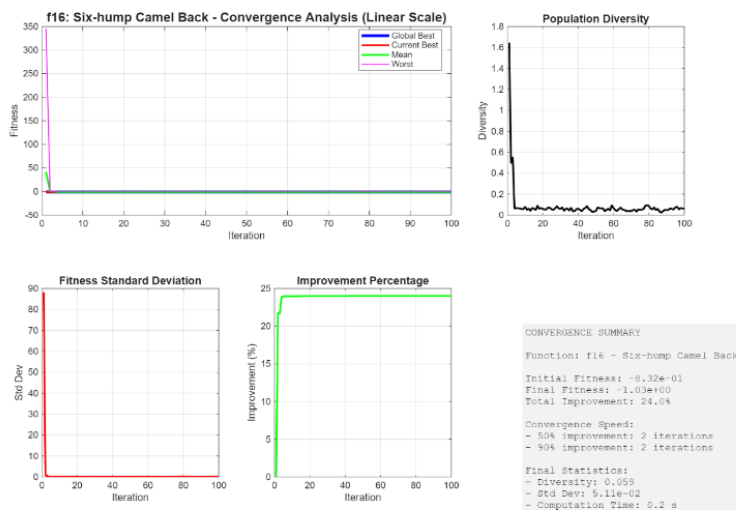 f16: Six-hump Camel Back - Convergence Analysis (Linear Scale)
350
300
250
200
150
100
50
0
-50
Fitness
0 10 20 30 40 50 60 70 80 90 100
Iteration
Global Best
Current Best
Mean
Worst
Population Diversity
1.8
1.6
1.4
1.2
1
0.8
0.6
0.4
0.2
0
Diversity
0 20 40 60 80 100
Iteration
Fitness Standard Deviation
90
80
70
60
50
40
30
20
10
0
Std Dev
0 20 40 60 80 100
Iteration
Improvement Percentage
25
20
15
10
5
0
Improvement (%)
0 20 40 60 80 100
Iteration
CONVERGENCE SUMMARY
Function: f16 - Six-hump Camel Back
Initial Fitness: -8.32e-01
Final Fitness: -1.03e+00
Total Improvement: 24.0%
Convergence Speed:
- 50% improvement: 2 iterations
- 90% improvement: 2 iterations
Final Statistics:
- Diversity: 0.059
- Std Dev: 5.11e-02
- Computation Time: 0.2 s